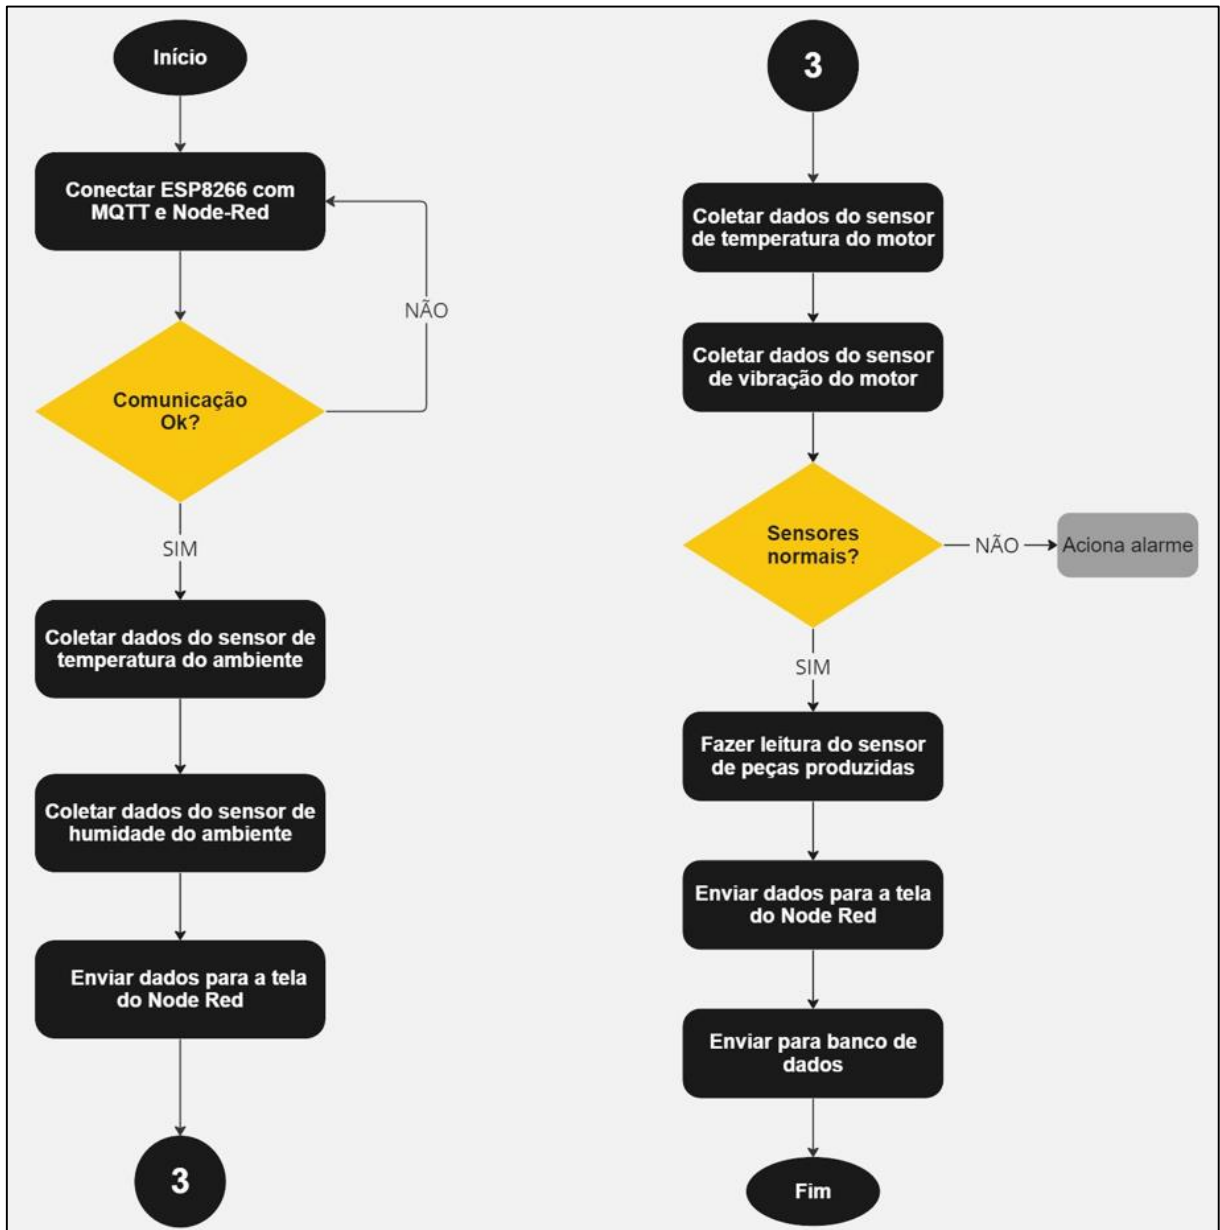 Início
Conectar ESP8266 com
MQTT e Node-Red
NÃO
Comunicação
Ok?
SIM
Coletar dados do sensor de
temperatura do ambiente
Coletar dados do sensor de
humidade do ambiente
Enviar dados para a tela
do Node Red
3
3
Coletar dados do sensor
de temperatura do motor
Coletar dados do sensor
de vibração do motor
Sensores
normais?
NÃO
Aciona alarme
SIM
Fazer leitura do sensor
de peças produzidas
Enviar dados para a tela
do Node Red
Enviar para banco de
dados
Fim